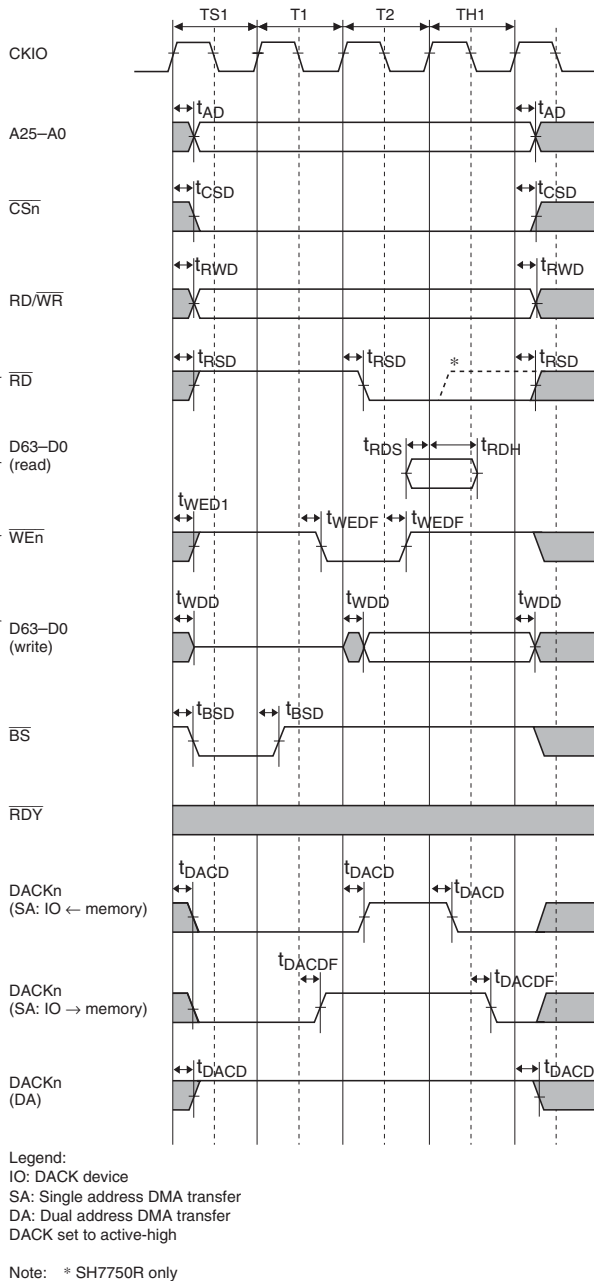 TS1 T1 T2 TH1
CKIO
tAD tAD
A25–A0
tCSD tCSD
CSn
tRWD tRWD
RD/WR
tRSD tRSD * tRSD
RD
D63–D0
(read)
tRDS tRDH
tWED1 tWEDF tWEDF
WEn
tWDD tWDD tWDD
D63–D0
(write)
tBSD tBSD
BS
RDY
tDACD tDACD tDACD
DACKn
(SA: IO ← memory)
tDACDF tDACDF
DACKn
(SA: IO → memory)
tDACD tDACD
DACKn
(DA)
Legend:
IO: DACK device
SA: Single address DMA transfer
DA: Dual address DMA transfer
DACK set to active-high
Note: * SH7750R only